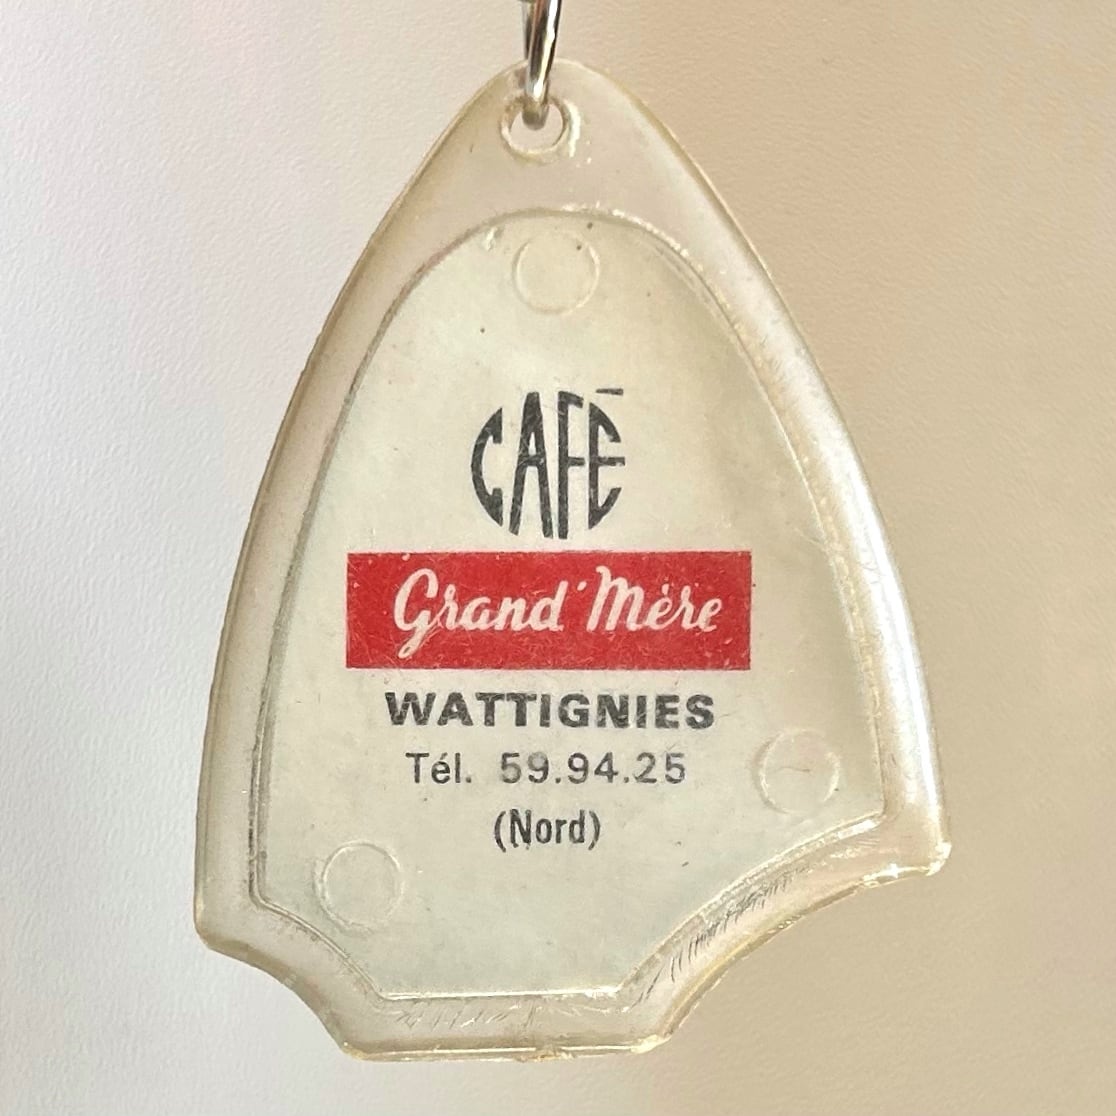 CAFÉ
Grand'Mère
WATTIGNIES
Tél. 59.94.25
(Nord)